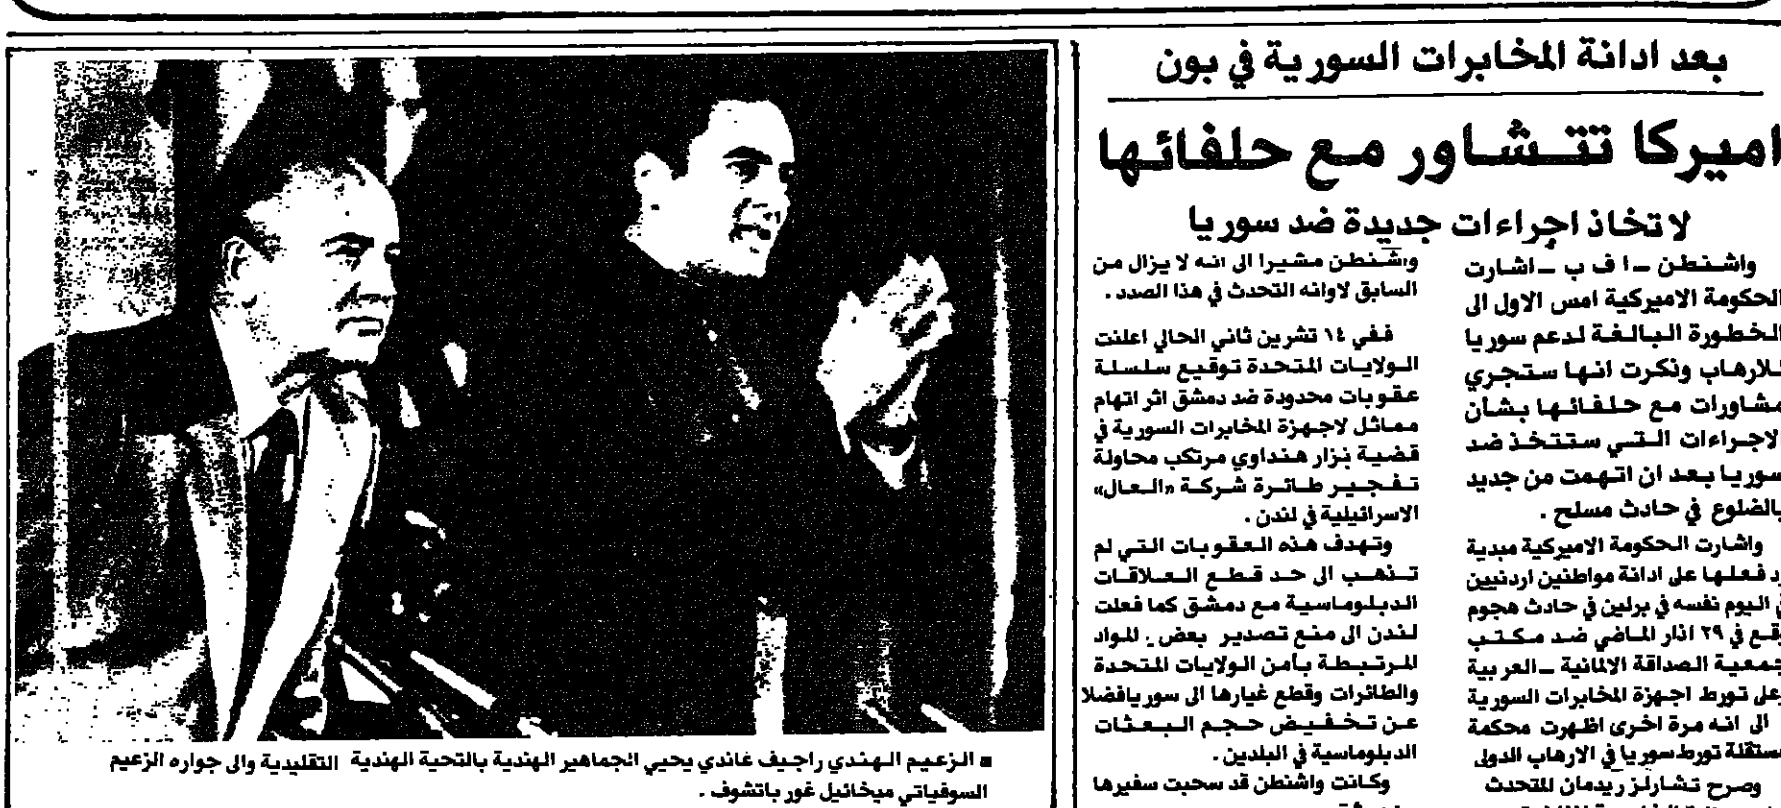 بعد ادانة المخابرات السورية في بون
اميركا تتشاور مع حلفائها
لاتخاذ اجراءات جديدة ضد سوريا
واشنطن ـ ا ف ب ـ اشارت
الحكومة الاميركية امس الاول الى
الخطورة البالغة لدعم سوريا
للارهاب ونكرت انها ستجري
مشاورات مع حلفائها بشأن
الاجراءات التي ستتخذ ضد
سوريا بعد ان اتهمت من جديد
بالضلوع في حادث مسلح .
واشارت الحكومة الاميركية مبدية
رد فعلها على ادانة مواطنين اردنيين
في اليوم نفسه في برلين في حادث هجوم
وقع في ٢٩ اذار الماضي ضد مكتب
جمعية الصداقة الالمانية ـ العربية
وعلى تورط اجهزة المخابرات السورية
الى انه مرة اخرى اظهرت محكمة
مستقلة تورط سوريا في الارهاب الدولي
وصرح تشارلز ريدمان المتحدث
واشنطن مشيرا الى انه لا يزال من
السابق لاوانه التحدث في هذا الصدد .
ففي ١٤ تشرين ثاني الحالي اعلنت
الولايات المتحدة توقيع سلسلة
عقوبات محدودة ضد دمشق اثر اتهام
مماثل لاجهزة المخابرات السورية في
قضية نزار هنداوي مرتكب محاولة
تفجير طائرة شركة «العال»
الاسرائيلية في لندن .
وتهدف هذه العقوبات التي لم
تذهب الى حد قطع العلاقات
الدبلوماسية مع دمشق كما فعلت
لندن الى منع تصدير بعض . المواد
المرتبطة بأمن الولايات المتحدة
والطائرات وقطع غيارها الى سوريافضلا
عن تخفيض حجم البعثات
الدبلوماسية في البلدين .
وكانت واشنطن قد سحبت سفيرها
■ الزعيم الهندي راجيف غاندي يحيي الجماهير الهندية بالتحية الهندية التقليدية والى جواره الزعيم
السوفياتي ميخائيل غور باتشوف .